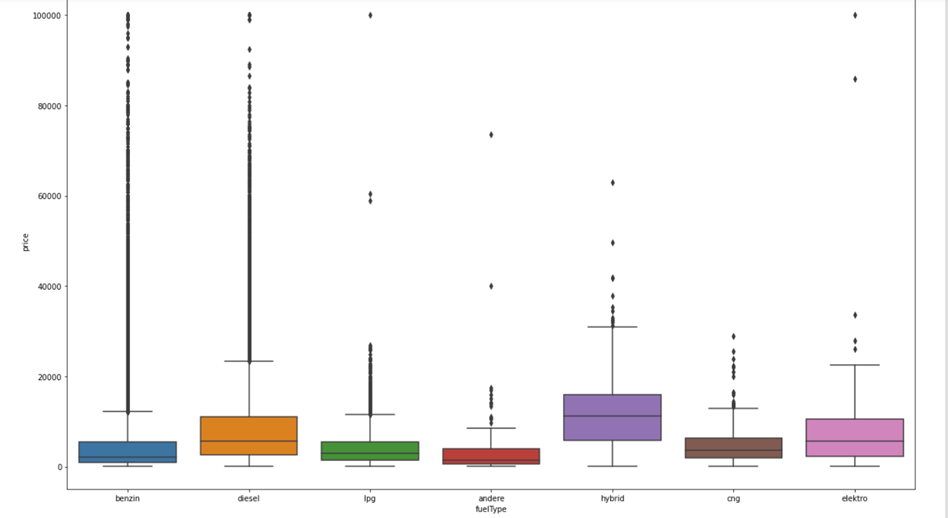 100000
80000
60000
40000
20000
0
price
benzin diesel lpg andere hybrid cng elektro
fuelType